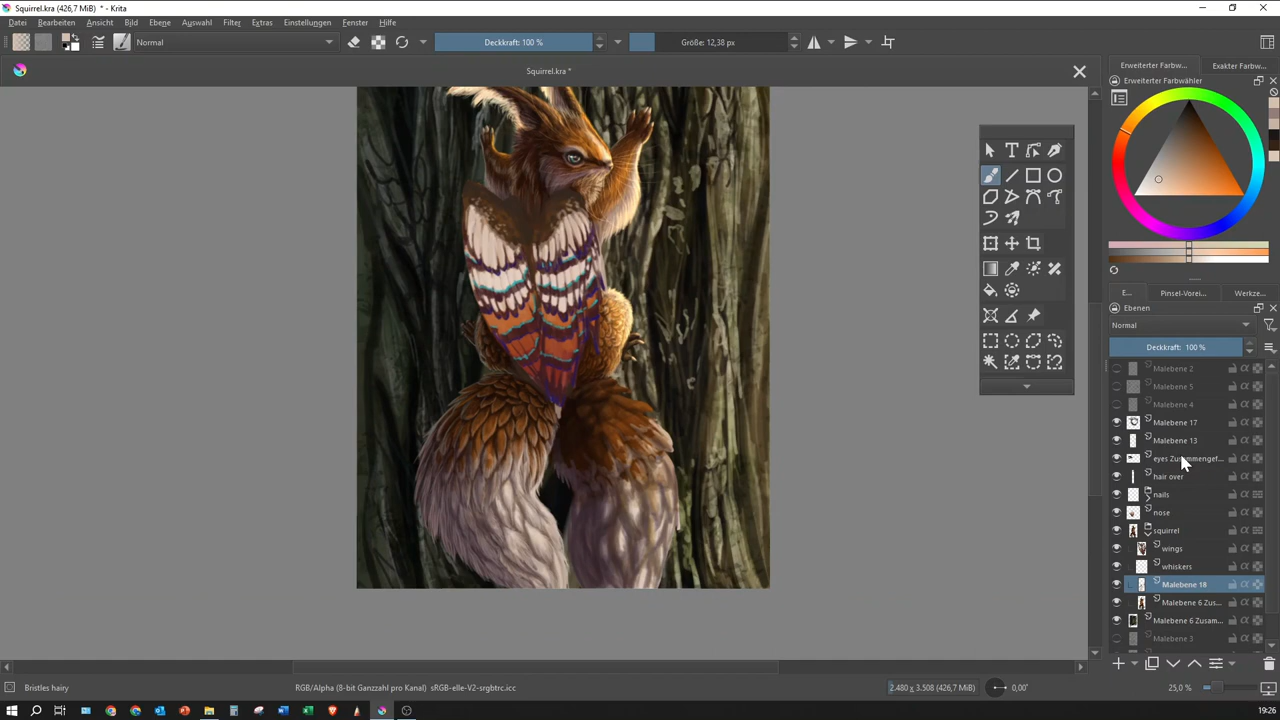 Squirrel.kra (426,7 MiB) * - Krita
Datei Bearbeiten Ansicht Bild Ebene Auswahl Filter Extras Einstellungen Fenster Hilfe
Normal
Deckkraft: 100 %
Größe: 12,38 px
Squirrel.kra *
Erweiterter Farbw...
Exakter Farbw...
Erweiterter Farbwähler
E...
Pinsel-Vorei...
Werkze...
Ebenen
Normal
Deckkraft: 100 %
Malebene 2
Malebene 5
Malebene 4
Malebene 17
Malebene 13
eyes Zusammengef...
hair over
nails
nose
squirrel
wings
whiskers
Malebene 18
Malebene 6 Zus...
Malebene 6 Zusam...
Malebene 3
Bristles hairy
RGB/Alpha (8-bit Ganzzahl pro Kanal) sRGB-elle-V2-srgbtrc.icc
2.480 x 3.508 (426,7 MiB)
0,00°
25,0 %
19:26